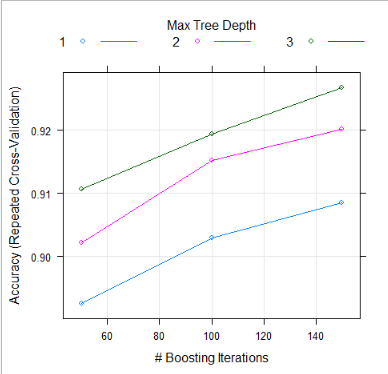 Max Tree Depth
1 2 3
Accuracy (Repeated Cross-Validation)
0.92
0.91
0.90
60 80 100 120 140
# Boosting Iterations